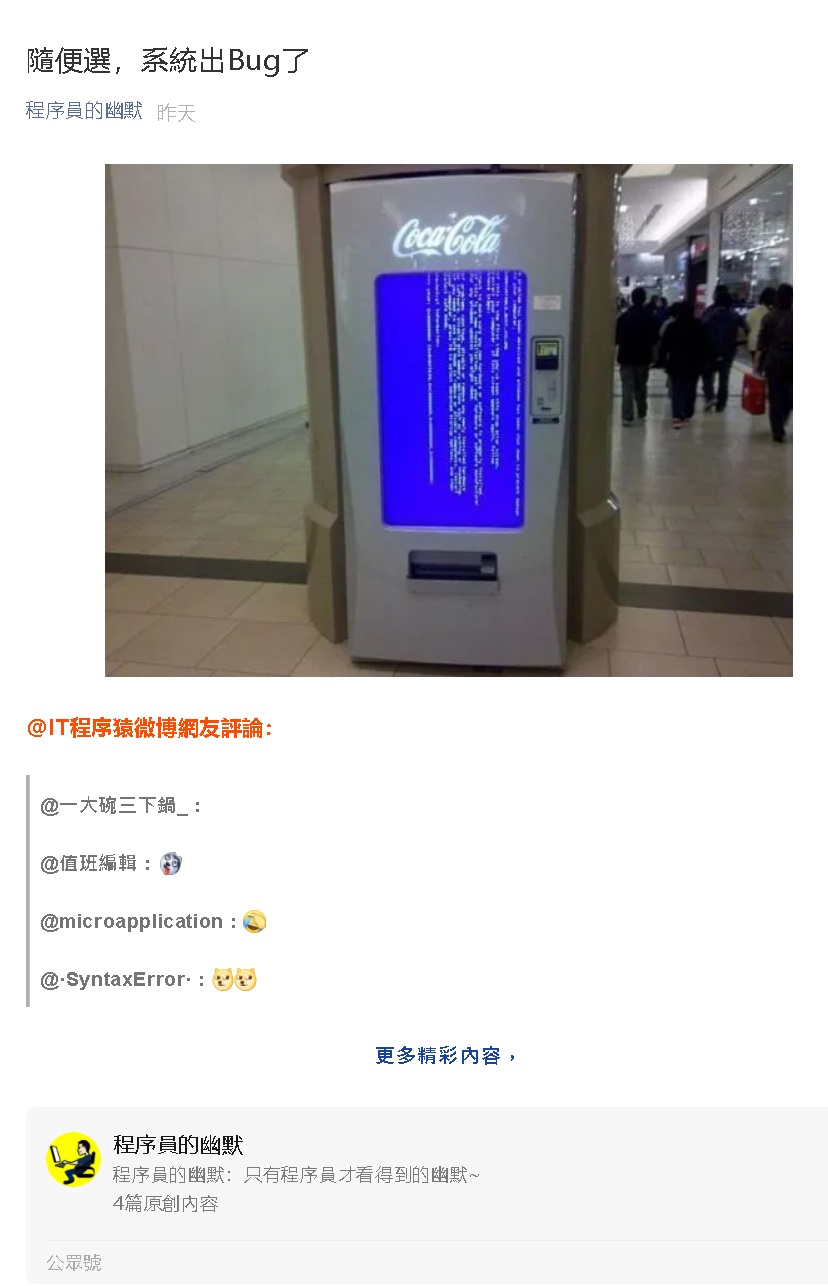 隨便選，系統出Bug了
程序員的幽默 昨天
Coca-Cola
@IT程序猿微博網友評論：
@一大碗三下鍋_：
@值班編輯：
@microapplication：
@·SyntaxError·：
更多精彩內容，
程序員的幽默
程序員的幽默：只有程序員才看得到的幽默~
4篇原創內容
公眾號